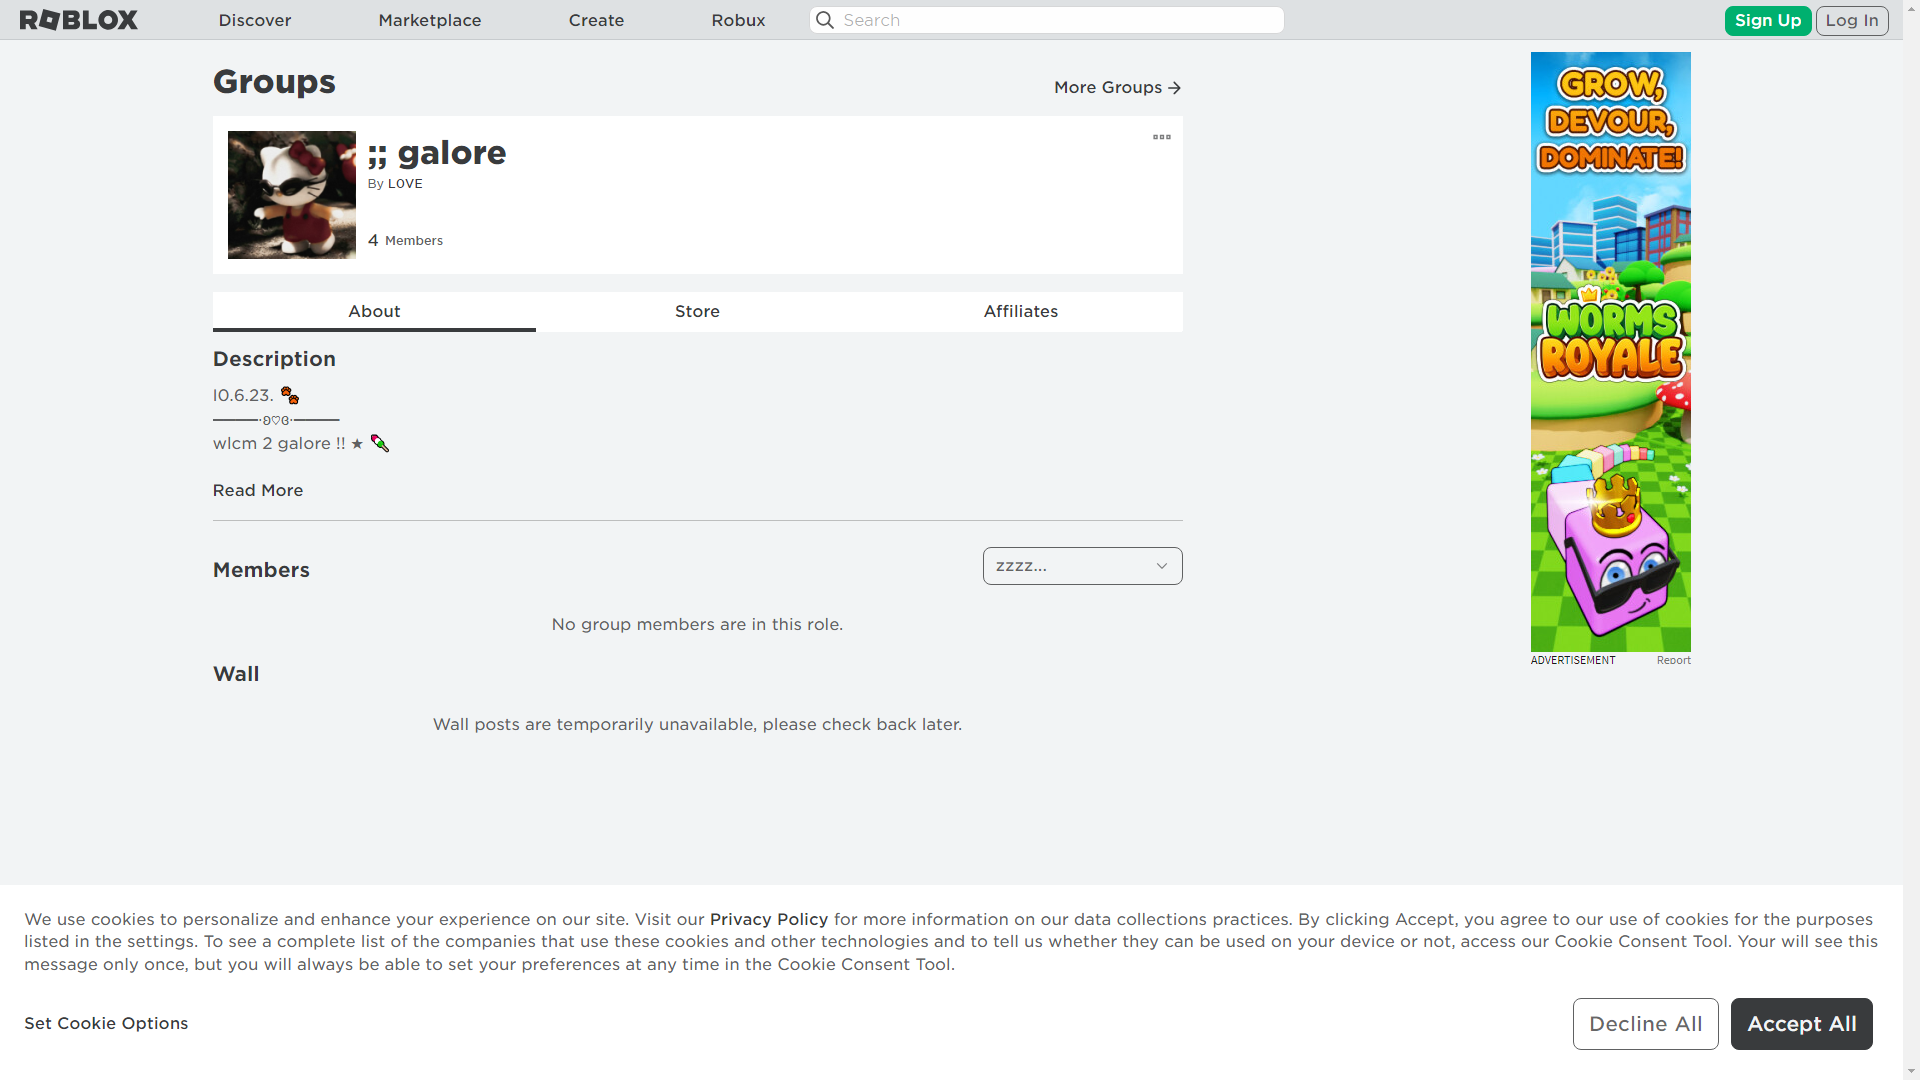 ROBLOX
Discover
Marketplace
Create
Robux
Search
Sign Up
Log In
Groups
More Groups →
;; galore
By LOVE
4 Members
About
Store
Affiliates
Description
I0.6.23. 🐾
————·ʚ♡ɞ·————
wlcm 2 galore !! ★
Read More
Members
zzzz...
No group members are in this role.
Wall
Wall posts are temporarily unavailable, please check back later.
GROW,
DEVOUR,
DOMINATE!
WORMS
ROYALE
ADVERTISEMENT
Report
We use cookies to personalize and enhance your experience on our site. Visit our Privacy Policy for more information on our data collections practices. By clicking Accept, you agree to our use of cookies for the purposes
listed in the settings. To see a complete list of the companies that use these cookies and other technologies and to tell us whether they can be used on your device or not, access our Cookie Consent Tool. Your will see this
message only once, but you will always be able to set your preferences at any time in the Cookie Consent Tool.
Set Cookie Options
Decline All
Accept All